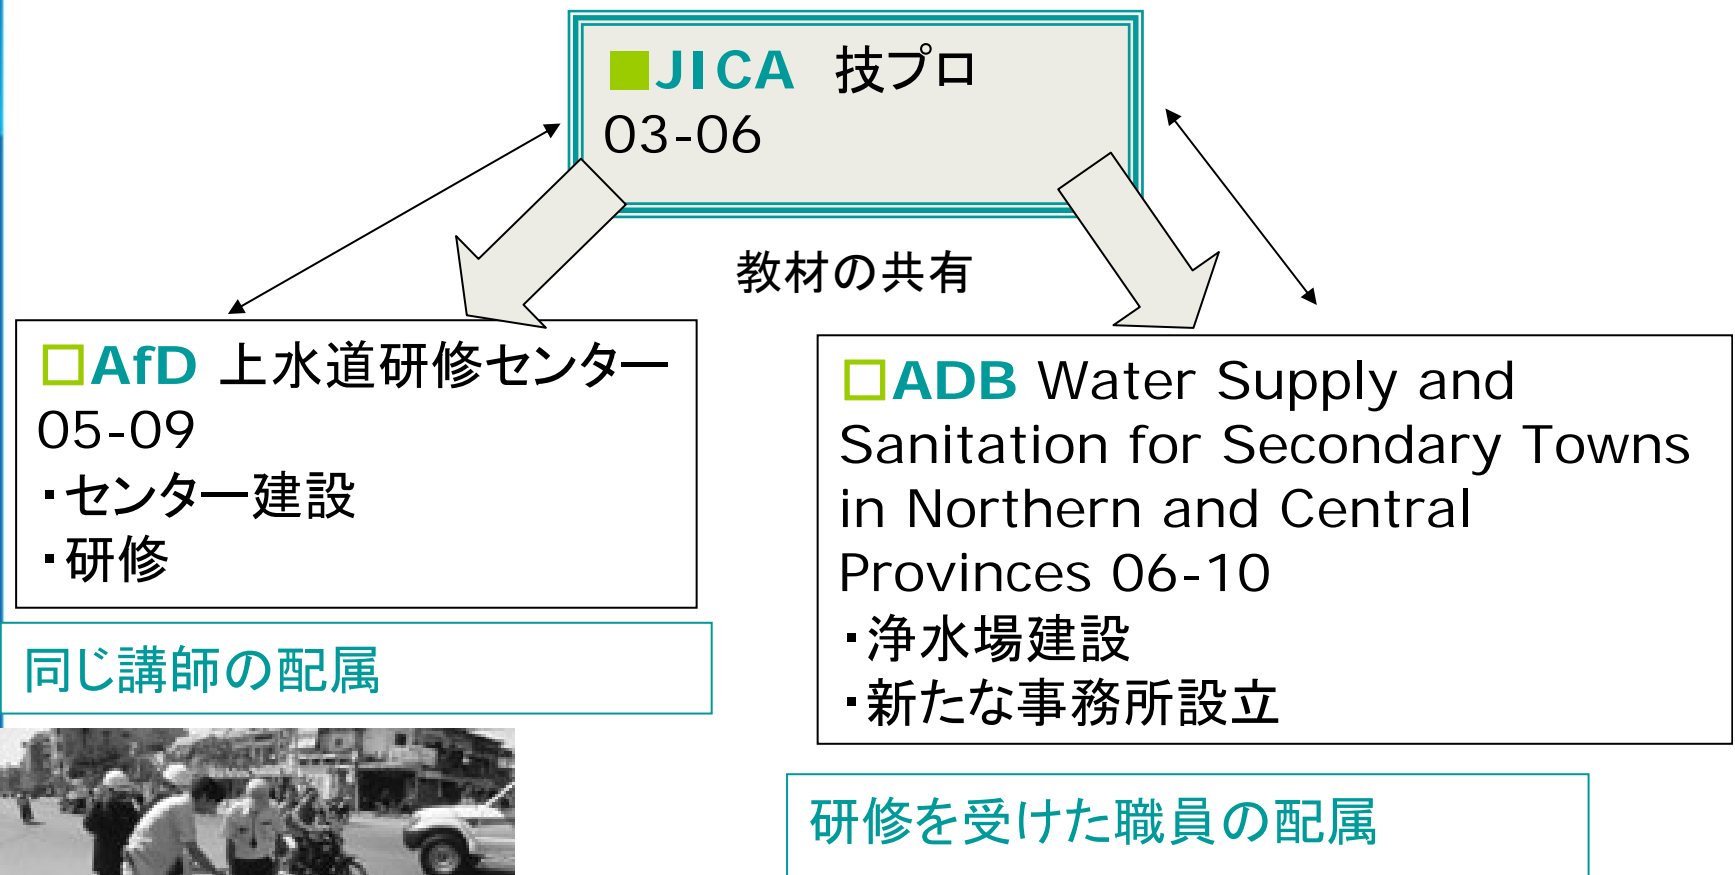 ■JICA 技プロ
03-06
教材の共有
□AfD 上水道研修センター
05-09
・センター建設
・研修
同じ講師の配属
□ADB Water Supply and
Sanitation for Secondary Towns
in Northern and Central
Provinces 06-10
・浄水場建設
・新たな事務所設立
研修を受けた職員の配属